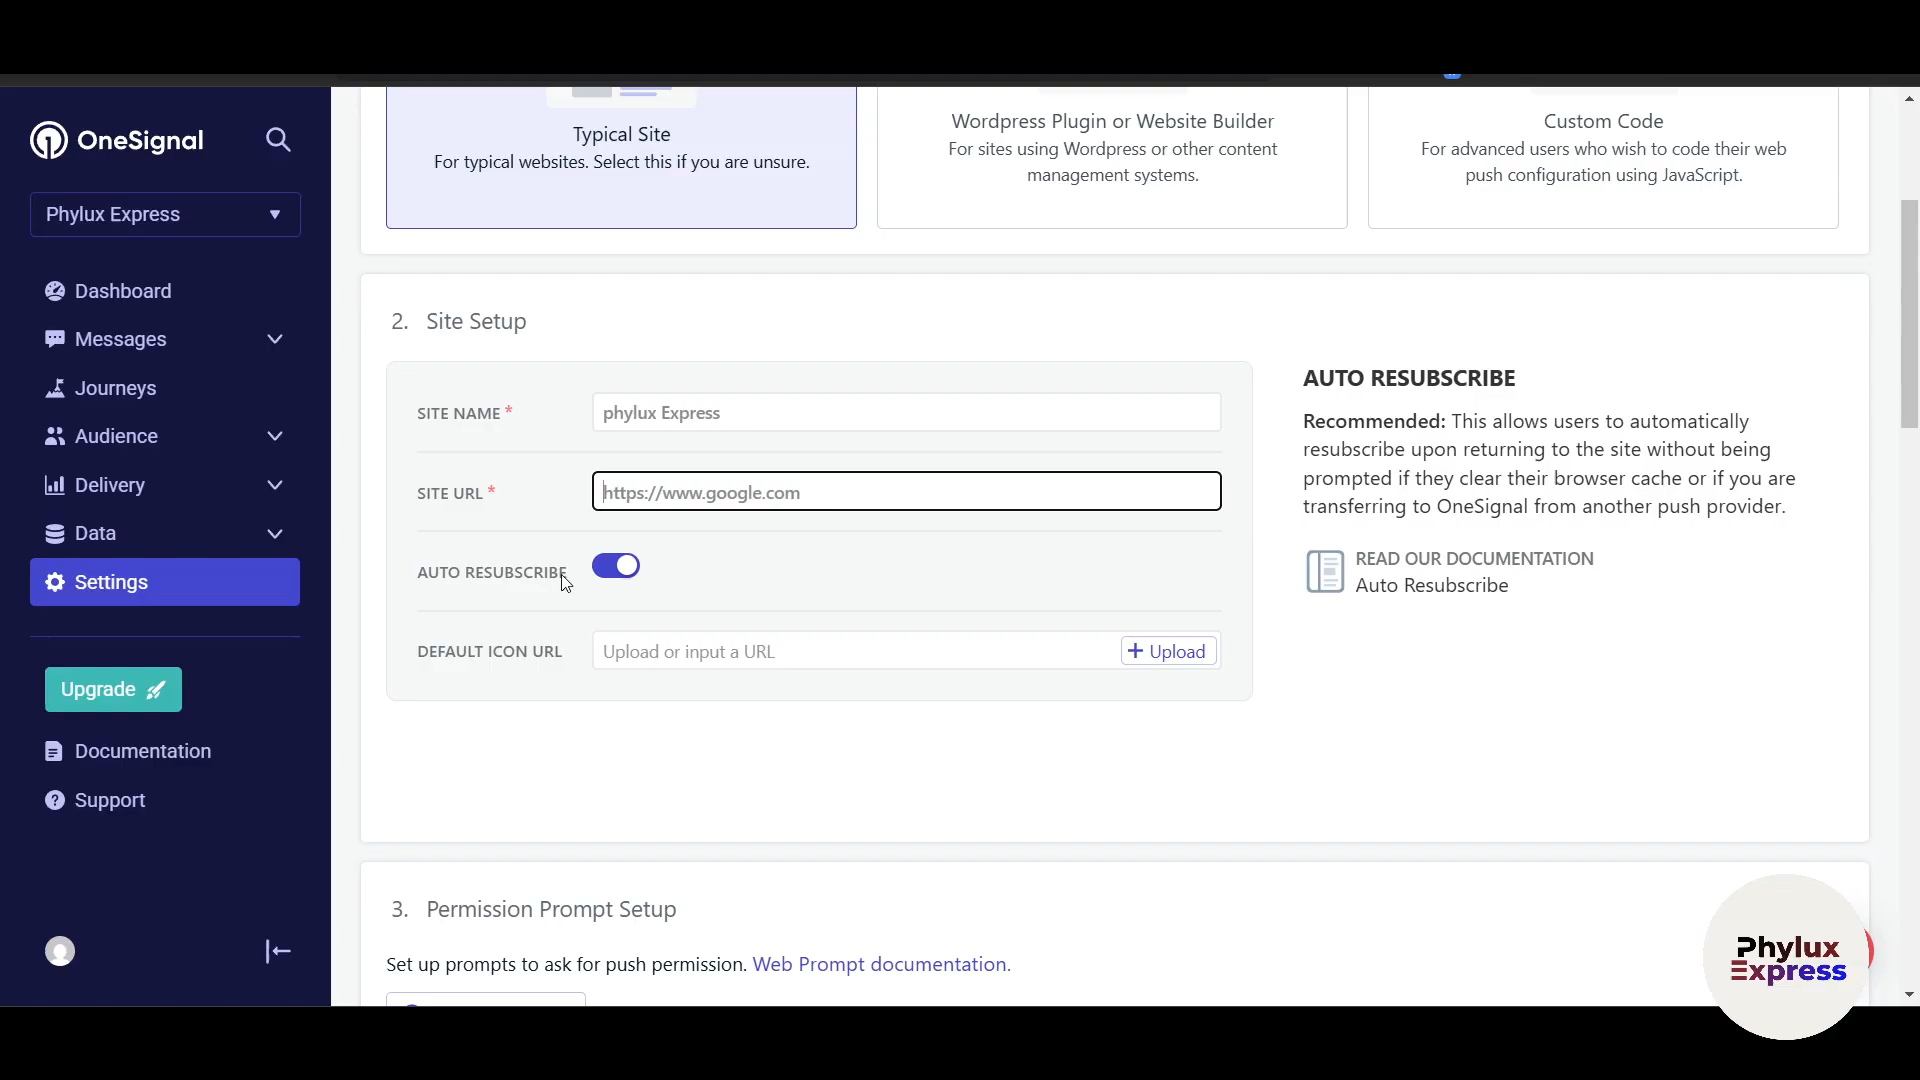 OneSignal
Phylux Express
Dashboard
Messages
Journeys
Audience
Delivery
Data
Settings
Upgrade
Documentation
Support
Typical Site
For typical websites. Select this if you are unsure.
Wordpress Plugin or Website Builder
For sites using Wordpress or other content
management systems.
Custom Code
For advanced users who wish to code their web
push configuration using JavaScript.
2. Site Setup
SITE NAME *
phylux Express
SITE URL *
https://www.google.com
AUTO RESUBSCRIBE
DEFAULT ICON URL
Upload or input a URL
+ Upload
AUTO RESUBSCRIBE
Recommended: This allows users to automatically
resubscribe upon returning to the site without being
prompted if they clear their browser cache or if you are
transferring to OneSignal from another push provider.
READ OUR DOCUMENTATION
Auto Resubscribe
3. Permission Prompt Setup
Set up prompts to ask for push permission. Web Prompt documentation.
Phylux
Express